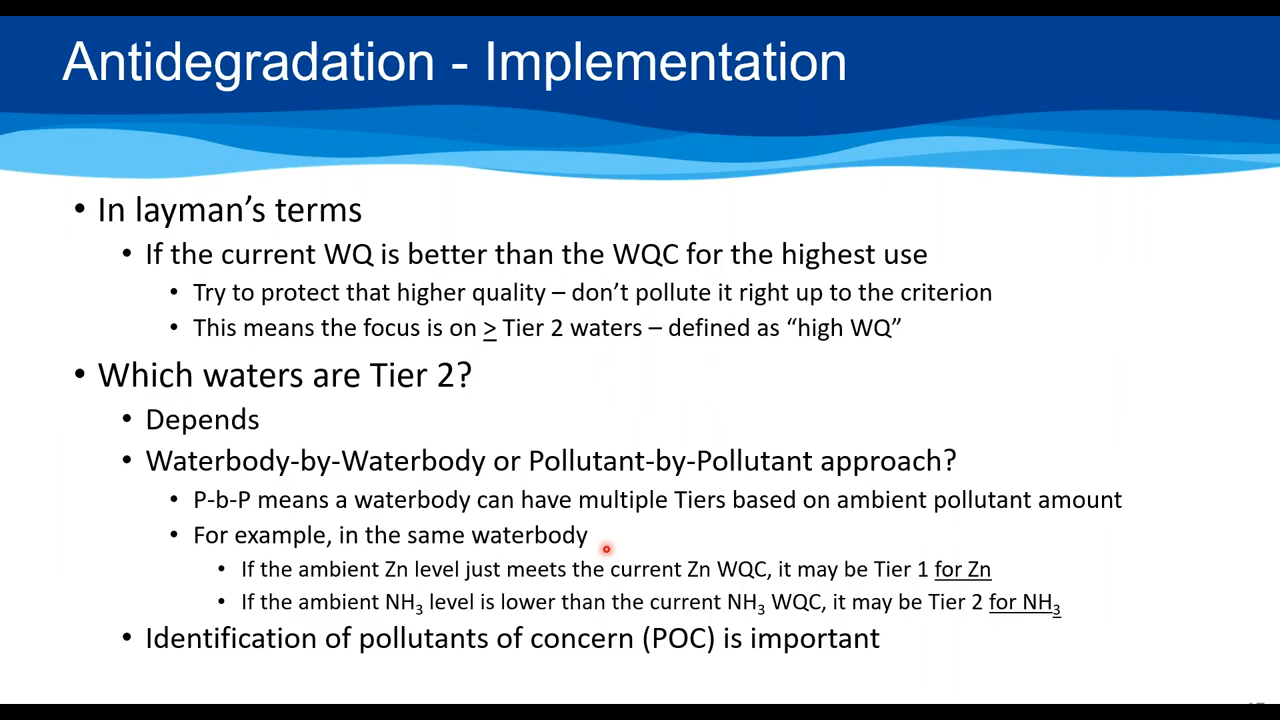 Antidegradation - Implementation
• In layman’s terms
• If the current WQ is better than the WQC for the highest use
• Try to protect that higher quality – don’t pollute it right up to the criterion
• This means the focus is on ≥ Tier 2 waters – defined as “high WQ”
• Which waters are Tier 2?
• Depends
• Waterbody-by-Waterbody or Pollutant-by-Pollutant approach?
• P-b-P means a waterbody can have multiple Tiers based on ambient pollutant amount
• For example, in the same waterbody
• If the ambient Zn level just meets the current Zn WQC, it may be Tier 1 for Zn
• If the ambient NH₃ level is lower than the current NH₃ WQC, it may be Tier 2 for NH₃
• Identification of pollutants of concern (POC) is important